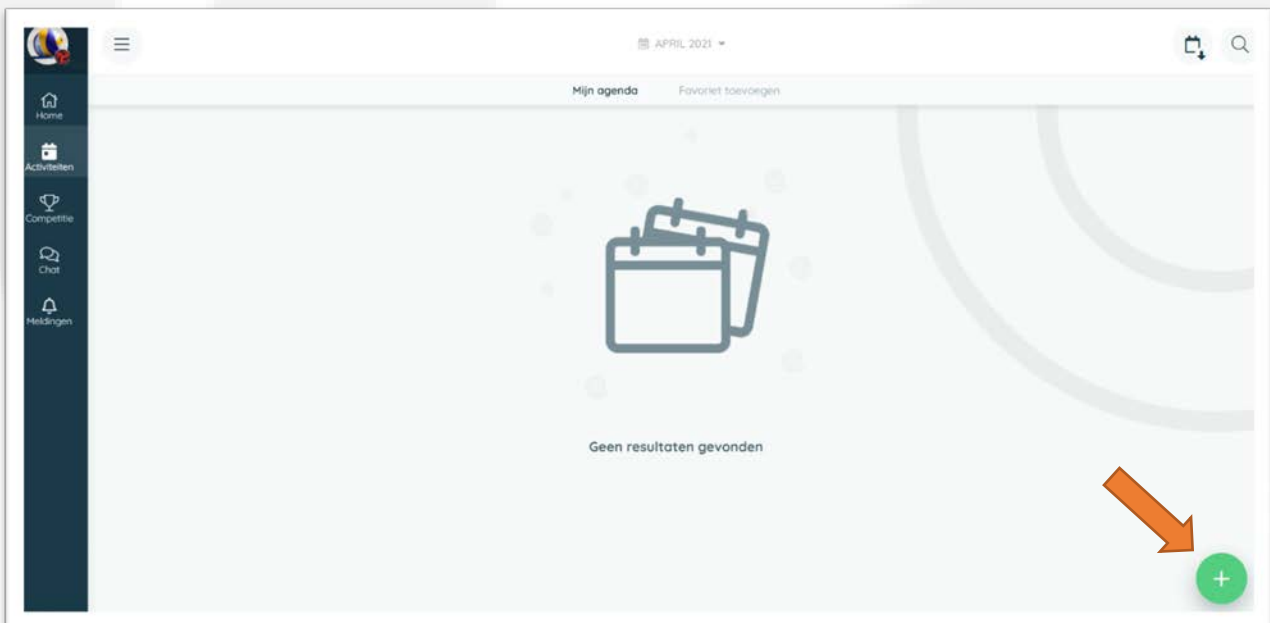 APRIL 2021
Mijn agenda Favoriet toevoegen
Home
Activiteiten
Competitie
Chat
Meldingen
Geen resultaten gevonden